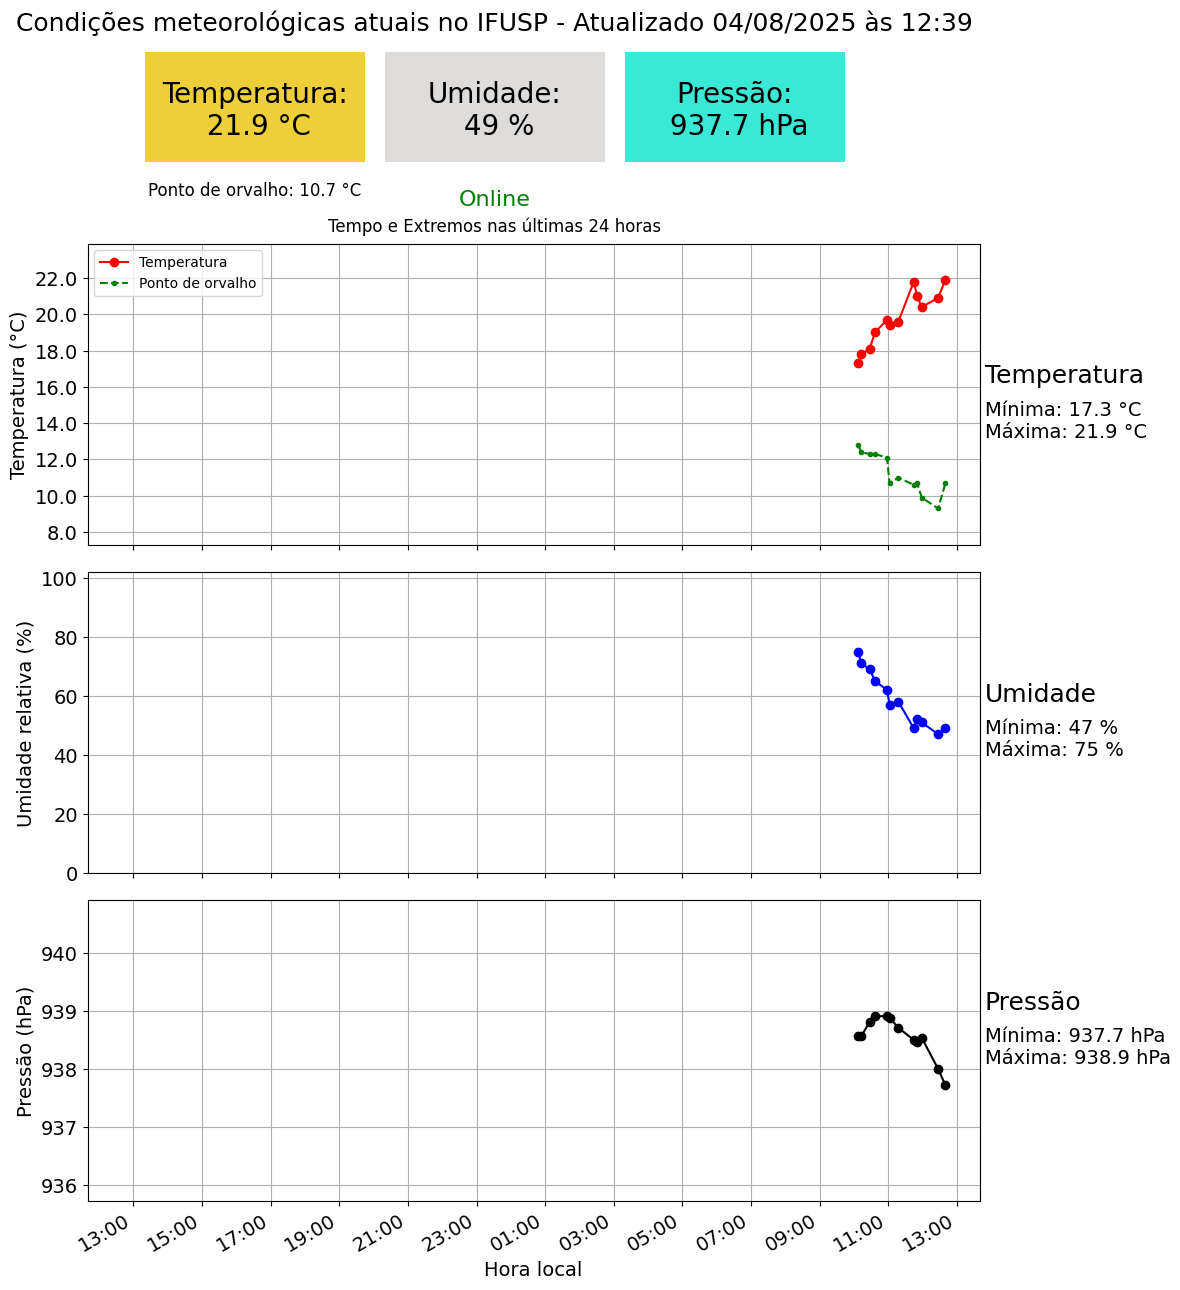 Condições meteorológicas atuais no IFUSP - Atualizado 04/08/2025 às 12:39
Temperatura:
21.9 °C
Umidade:
49 %
Pressão:
937.7 hPa
Ponto de orvalho: 10.7 °C
Online
Tempo e Extremos nas últimas 24 horas
Temperatura
Ponto de orvalho
Temperatura (°C)
22.0
20.0
18.0
16.0
14.0
12.0
10.0
8.0
Temperatura
Mínima: 17.3 °C
Máxima: 21.9 °C
Umidade relativa (%)
100
80
60
40
20
0
Umidade
Mínima: 47 %
Máxima: 75 %
Pressão (hPa)
940
939
938
937
936
Pressão
Mínima: 937.7 hPa
Máxima: 938.9 hPa
13:00
15:00
17:00
19:00
21:00
23:00
01:00
03:00
05:00
07:00
09:00
11:00
13:00
Hora local